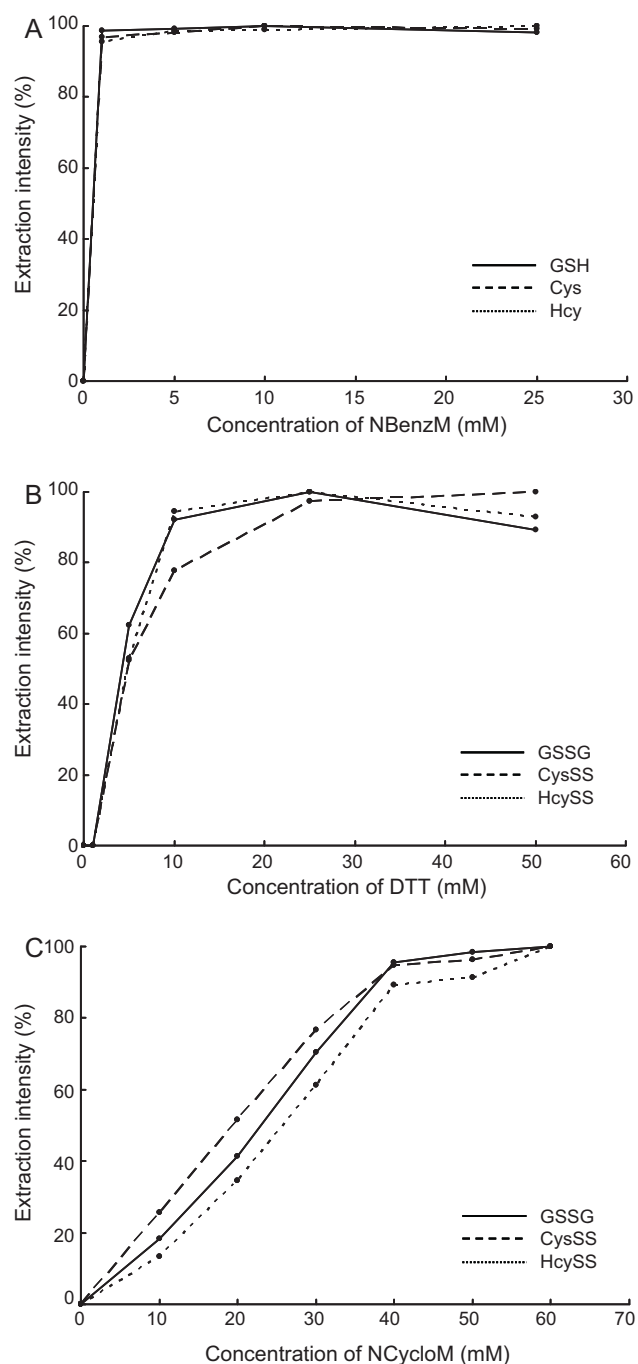 A
Extraction intensity (%)
100
80
60
40
20
0
GSH
Cys
Hcy
0 5 10 15 20 25 30
Concentration of NBenzM (mM)
B
Extraction intensity (%)
100
80
60
40
20
0
GSSG
CysSS
HcySS
0 10 20 30 40 50 60
Concentration of DTT (mM)
C
Extraction intensity (%)
100
80
60
40
20
0
GSSG
CysSS
HcySS
0 10 20 30 40 50 60 70
Concentration of NCycloM (mM)